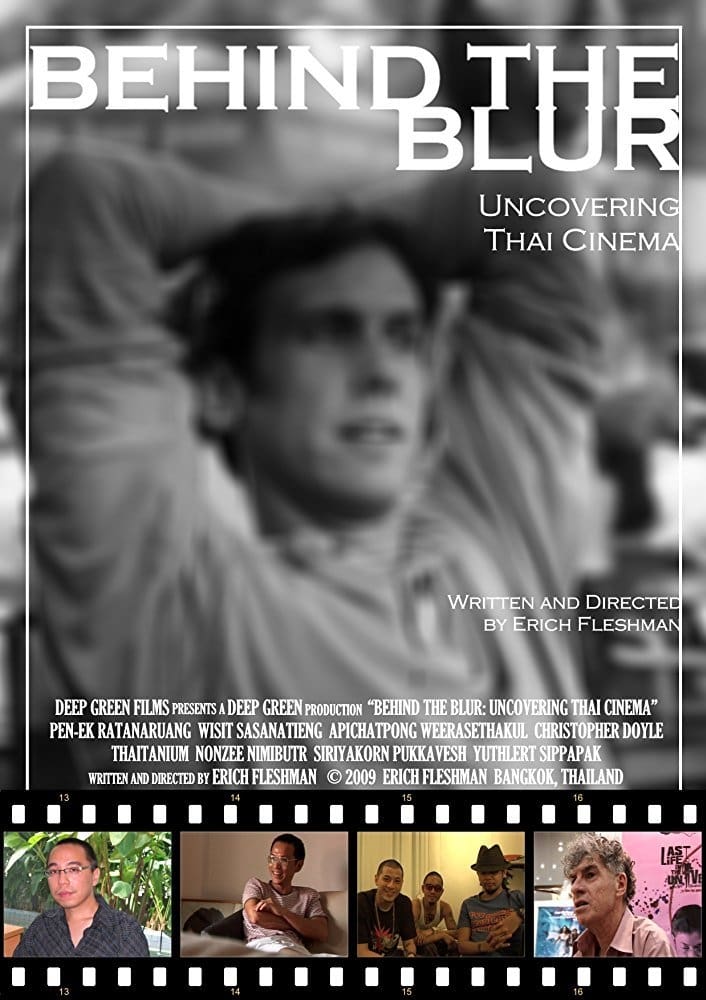 BEHIND THE
BLUR
UNCOVERING
THAI CINEMA
WRITTEN AND DIRECTED
BY ERICH FLESHMAN
DEEP GREEN FILMS PRESENTS A DEEP GREEN PRODUCTION "BEHIND THE BLUR: UNCOVERING THAI CINEMA"
PEN-EK RATANARUANG WISIT SASANATIENG APICHATPONG WEERASETHAKUL CHRISTOPHER DOYLE
THAITANIUM NONZEE NIMIBUTR SIRIYAKORN PUKKAVESH YUTHLERT SIPPAPAK
WRITTEN AND DIRECTED BY ERICH FLESHMAN © 2009 ERICH FLESHMAN BANGKOK, THAILAND
13 14 15 16
LAST
LIFE
13 14 15 16